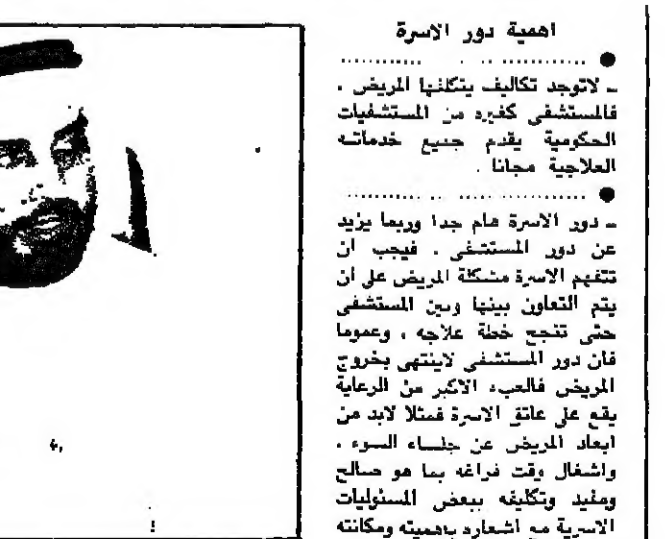 اهمية دور الاسرة
● ...................
ـ لاتوجد تكاليف يتكلفها المريض .
فالمستشفى كغيره من المستشفيات
الحكومية يقدم جميع خدماته
العلاجية مجانا .
● ...................
ـ دور الاسرة هام جدا وربما يزيد
عن دور المستشفى . فيجب ان
تتفهم الاسرة مشكلة المريض على ان
يتم التعاون بينها وبين المستشفى
حتى تنجح خطة علاجه ، وعموما
فان دور المستشفى لاينتهى بخروج
المريض فالعبء الاكبر من الرعاية
يقع على عاتق الاسرة فمثلا لابد من
ابعاد المريض عن جلساء السوء .
واشغال وقت فراغه بما هو صالح
ومفيد وتكليفه ببعض المسئوليات
الاسرية مع اشعاره باهميته ومكانته